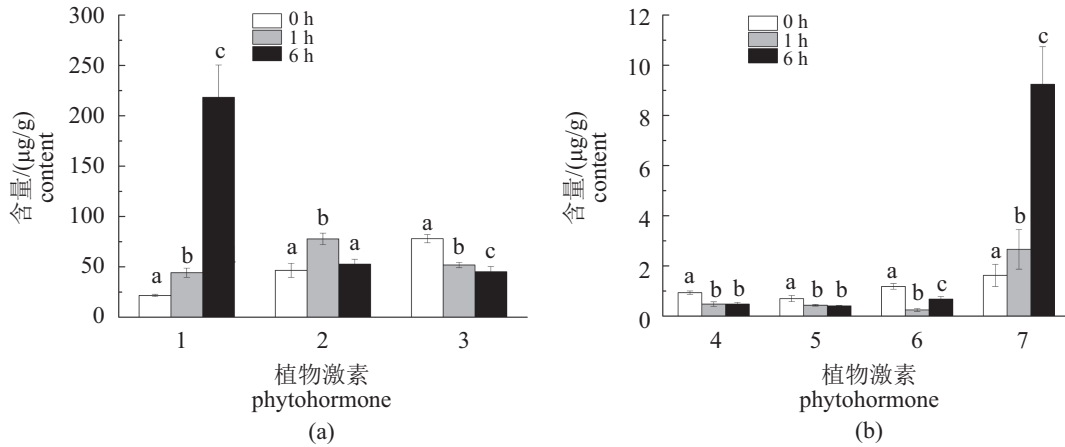 300
250
200
150
100
50
0
含量/(μg/g)
content
0 h
1 h
6 h
a
b
c
a
b
a
a
b
c
1
2
3
植物激素
phytohormone
(a)
12
10
8
6
4
2
0
含量/(μg/g)
content
0 h
1 h
6 h
a
b
b
a
b
b
a
b
c
a
b
c
4
5
6
7
植物激素
phytohormone
(b)